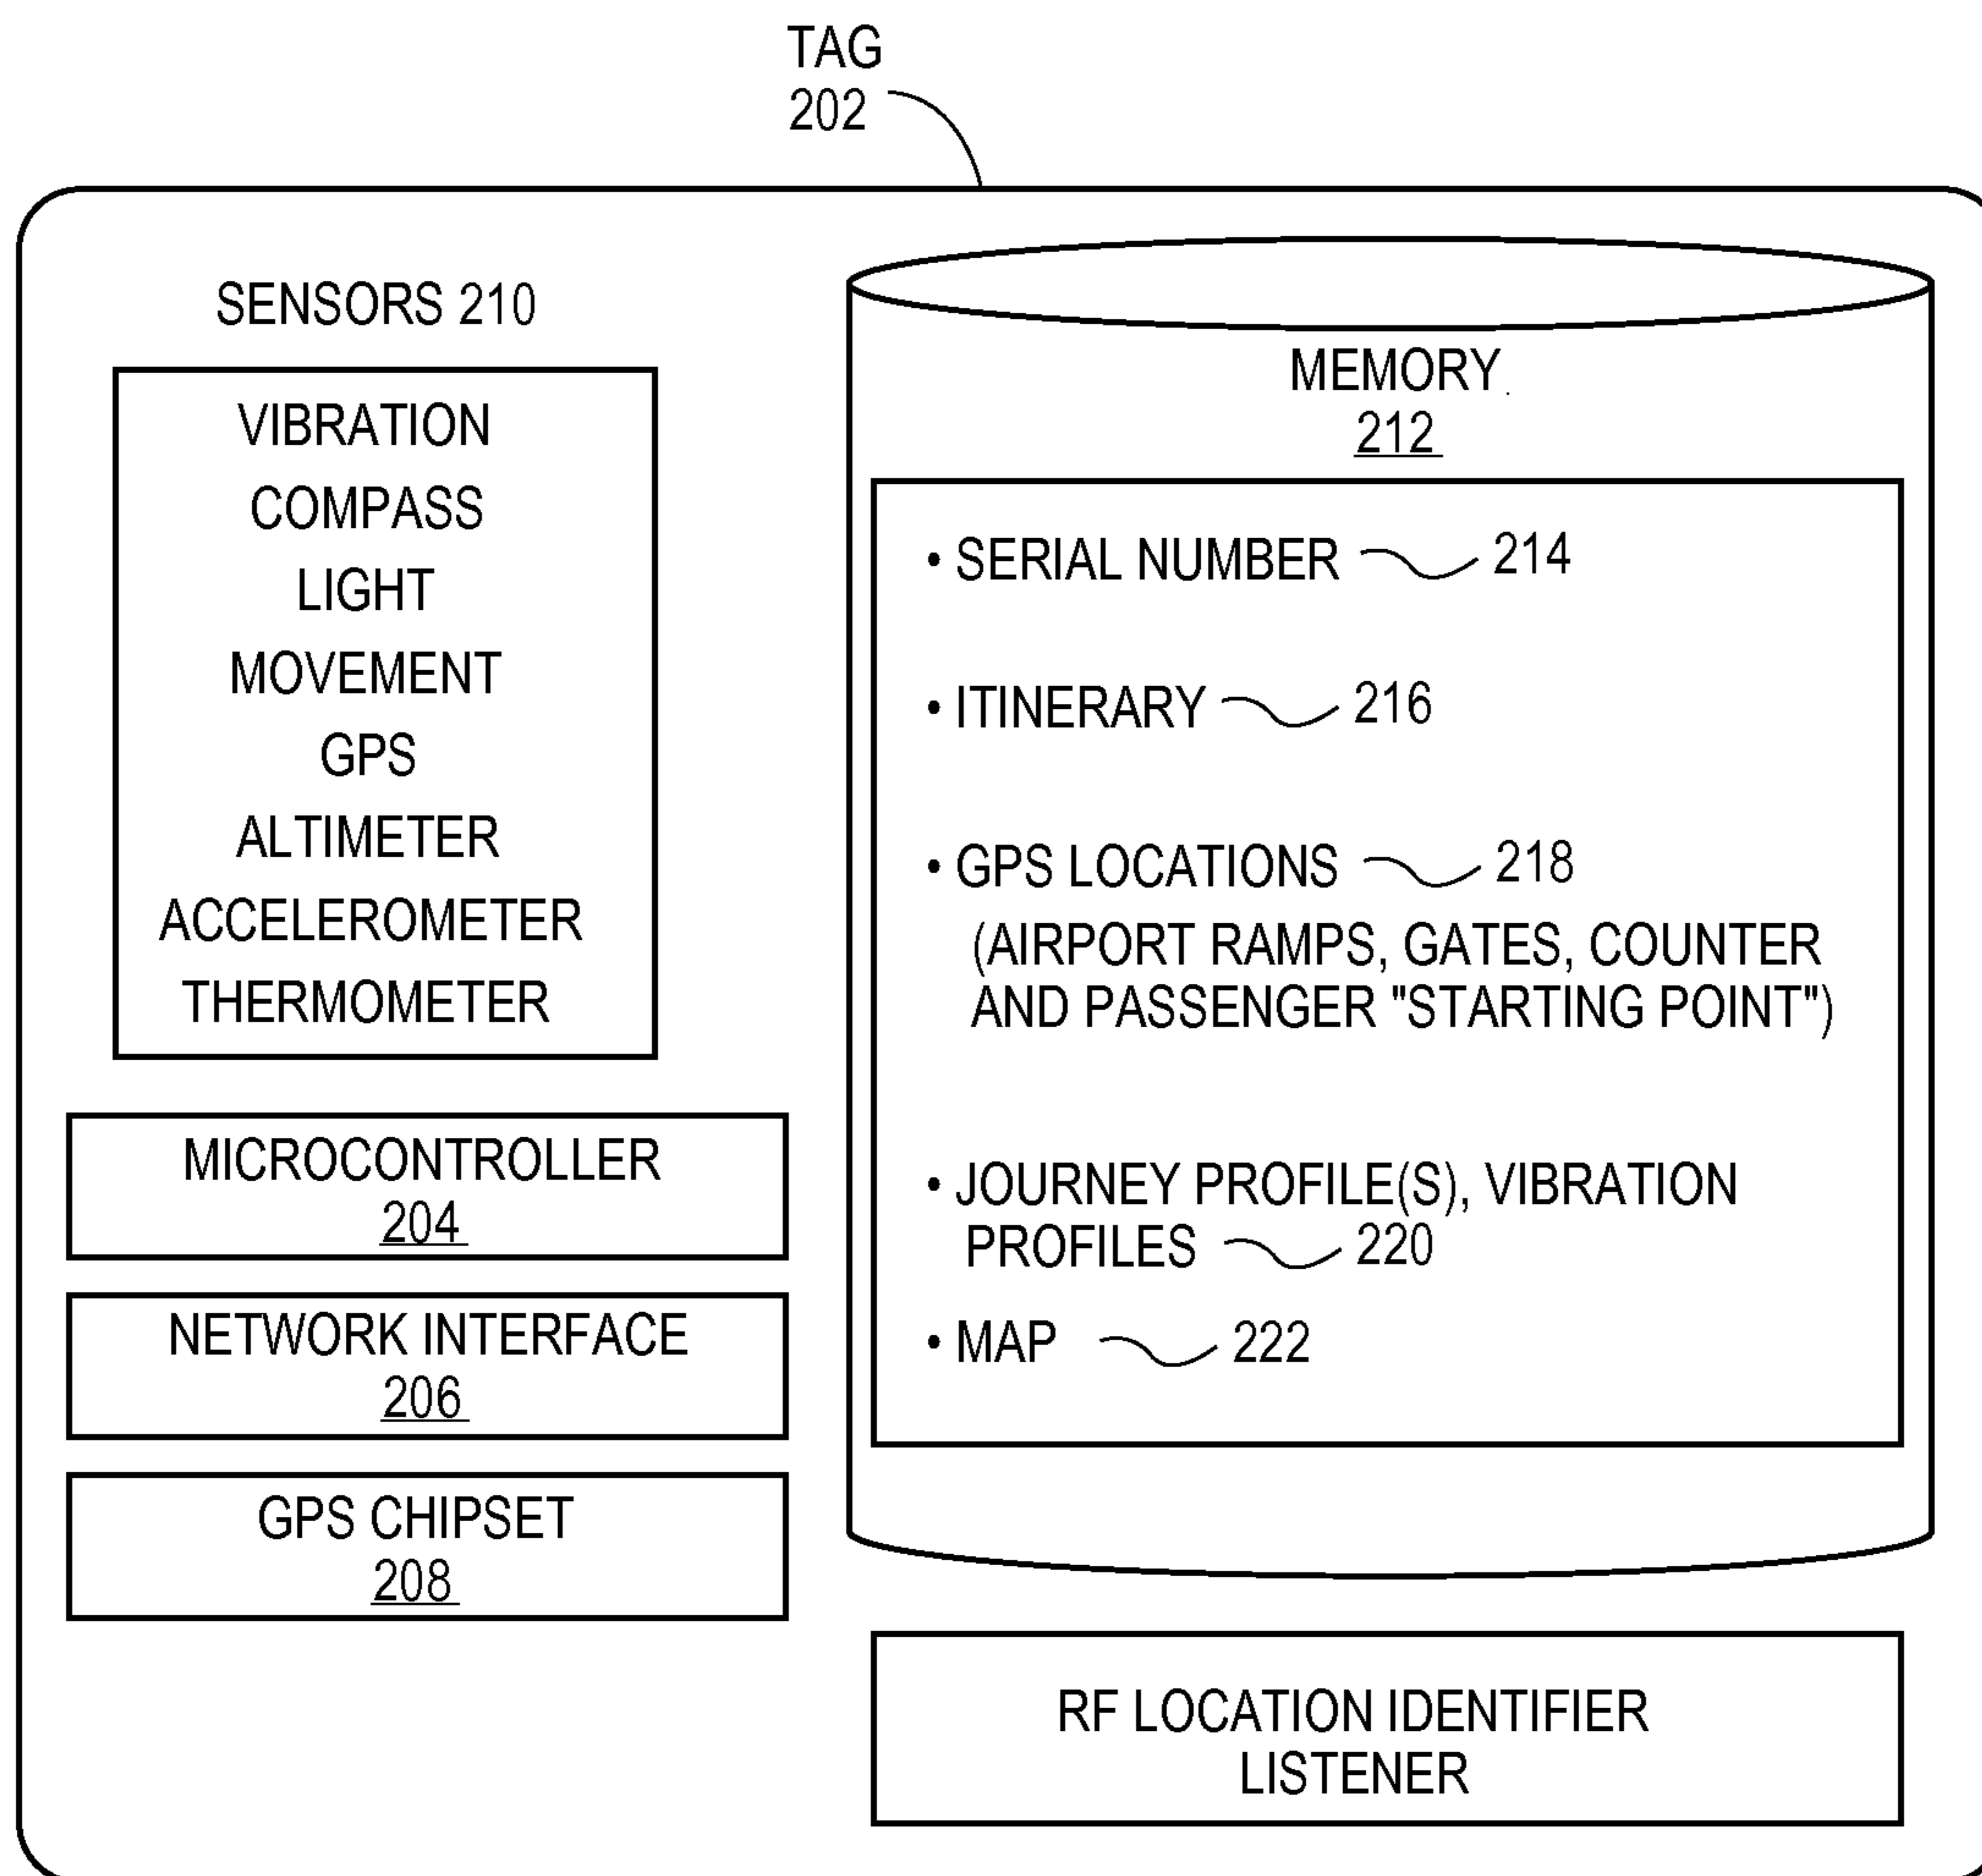 TAG
202
SENSORS 210
VIBRATION
COMPASS
LIGHT
MOVEMENT
GPS
ALTIMETER
ACCELEROMETER
THERMOMETER
MICROCONTROLLER
204
NETWORK INTERFACE
206
GPS CHIPSET
208
MEMORY
212
• SERIAL NUMBER 214
• ITINERARY 216
• GPS LOCATIONS 218
(AIRPORT RAMPS, GATES, COUNTER
AND PASSENGER "STARTING POINT")
• JOURNEY PROFILE(S), VIBRATION
PROFILES 220
• MAP 222
RF LOCATION IDENTIFIER
LISTENER